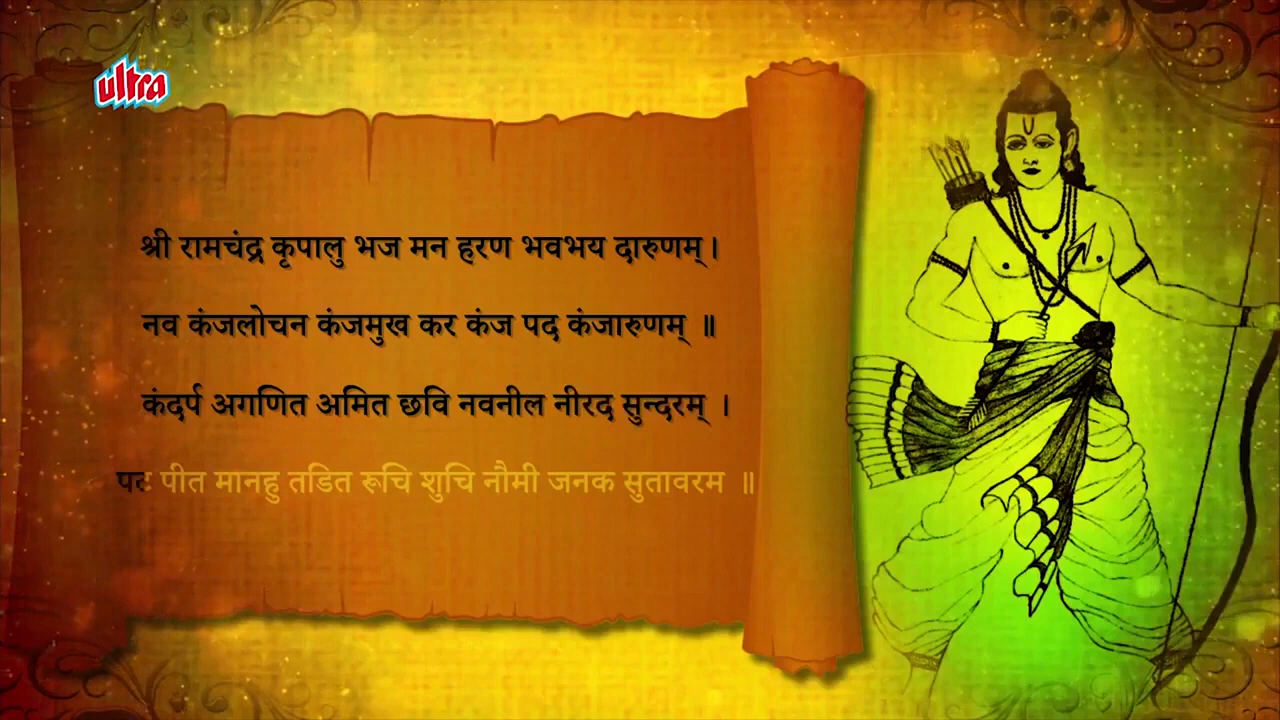 ultra
श्री रामचंद्र कृपालु भज मन हरण भवभय दारुणम् ।
नव कंजलोचन कंजमुख कर कंज पद कंजारुणम् ॥
कंदर्प अगणित अमित छवि नवनील नीरद सुन्दरम् ।
पट पीत मानहु तडित रूचि शुचि नौमी जनक सुतावरम ॥